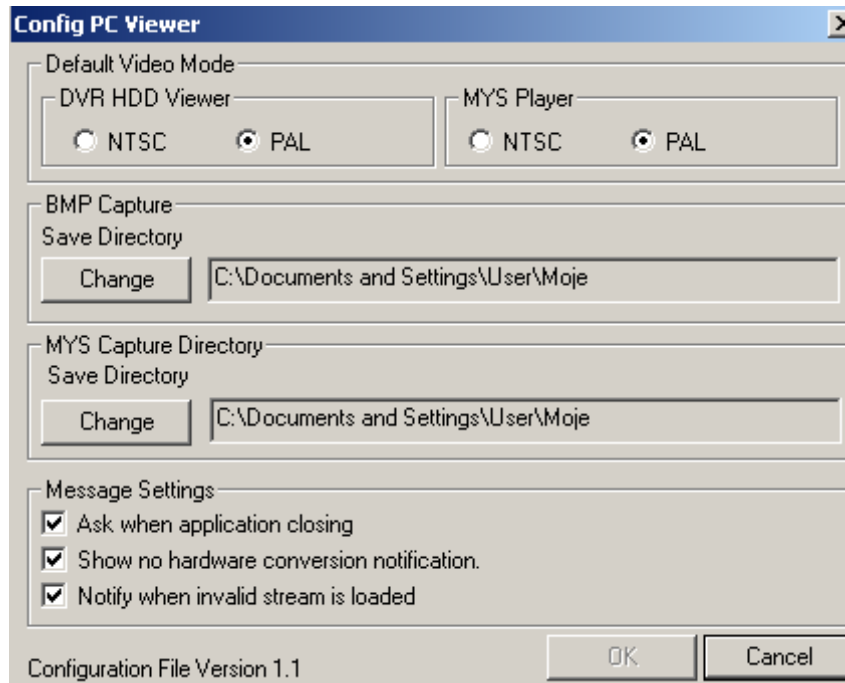 Config PC Viewer
Default Video Mode
DVR HDD Viewer
NTSC PAL
MYS Player
NTSC PAL
BMP Capture
Save Directory
Change C:\Documents and Settings\User\Moje
MYS Capture Directory
Save Directory
Change C:\Documents and Settings\User\Moje
Message Settings
Ask when application closing
Show no hardware conversion notification.
Notify when invalid stream is loaded
Configuration File Version 1.1
OK Cancel